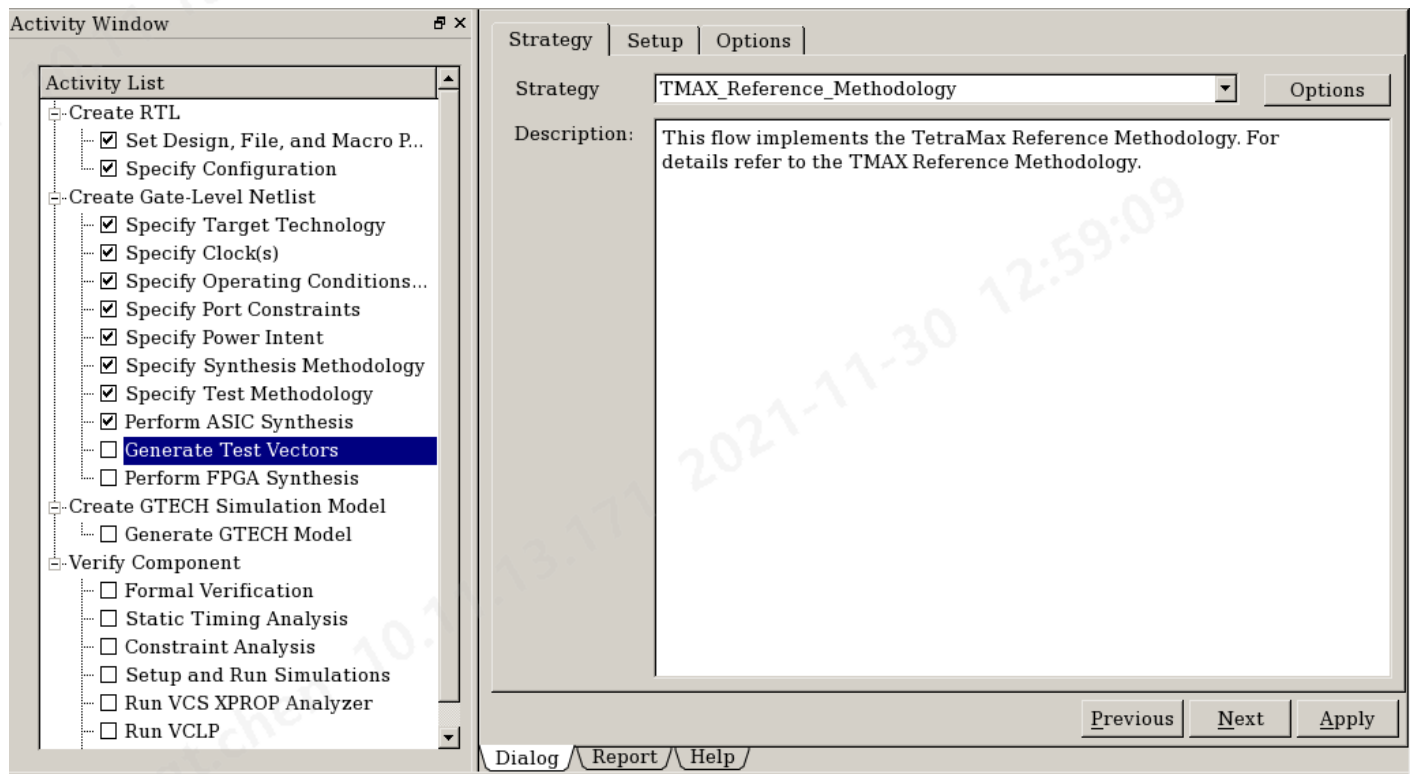 Activity Window
Activity List
Create RTL
Set Design, File, and Macro P...
Specify Configuration
Create Gate-Level Netlist
Specify Target Technology
Specify Clock(s)
Specify Operating Conditions...
Specify Port Constraints
Specify Power Intent
Specify Synthesis Methodology
Specify Test Methodology
Perform ASIC Synthesis
Generate Test Vectors
Perform FPGA Synthesis
Create GTECH Simulation Model
Generate GTECH Model
Verify Component
Formal Verification
Static Timing Analysis
Constraint Analysis
Setup and Run Simulations
Run VCS XPROP Analyzer
Run VCLP
Strategy Setup Options
Strategy TMAX_Reference_Methodology Options
Description: This flow implements the TetraMax Reference Methodology. For
details refer to the TMAX Reference Methodology.
Previous Next Apply
Dialog Report Help
2021-11-30 12:59:09